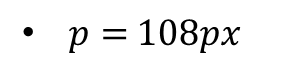 • p = 108px